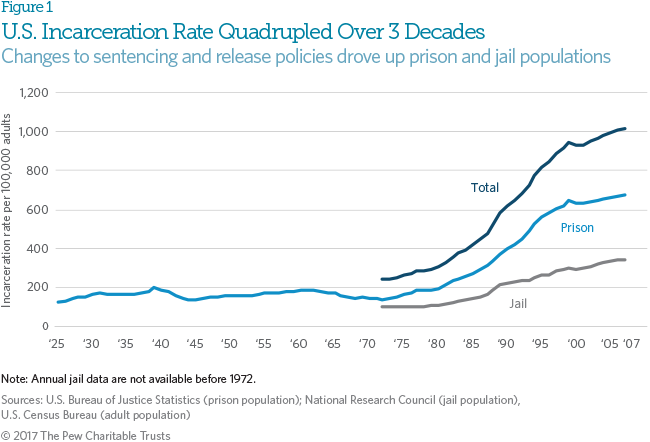 Figure 1
U.S. Incarceration Rate Quadrupled Over 3 Decades
Changes to sentencing and release policies drove up prison and jail populations
Incarceration rate per 100,000 adults
1,200
1,000
800
600
400
200
0
Total
Prison
Jail
'25 '30 '35 '40 '45 '50 '55 '60 '65 '70 '75 '80 '85 '90 '95 '00 '05 '07
Note: Annual jail data are not available before 1972.
Sources: U.S. Bureau of Justice Statistics (prison population); National Research Council (jail population),
U.S. Census Bureau (adult population)
© 2017 The Pew Charitable Trusts